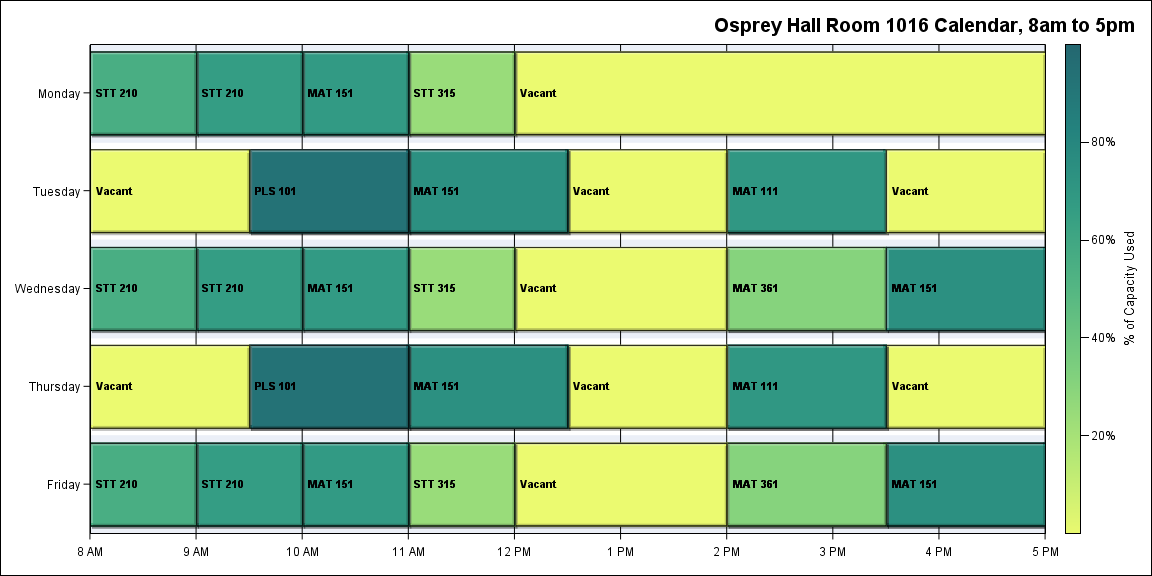 Osprey Hall Room 1016 Calendar, 8am to 5pm
Monday STT 210 STT 210 MAT 151 STT 315 Vacant
Tuesday Vacant PLS 101 MAT 151 Vacant MAT 111 Vacant
Wednesday STT 210 STT 210 MAT 151 STT 315 Vacant MAT 361 MAT 151
Thursday Vacant PLS 101 MAT 151 Vacant MAT 111 Vacant
Friday STT 210 STT 210 MAT 151 STT 315 Vacant MAT 361 MAT 151
8 AM 9 AM 10 AM 11 AM 12 PM 1 PM 2 PM 3 PM 4 PM 5 PM
80%
60%
40%
20%
% of Capacity Used